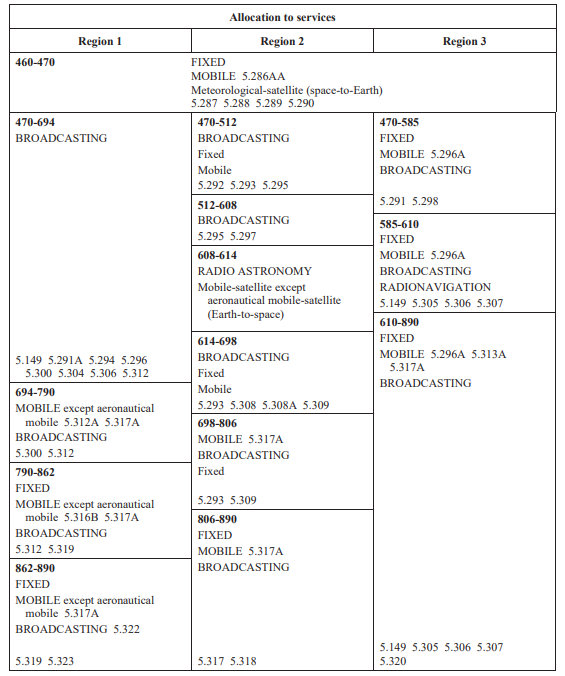 Allocation to services
Region 1
Region 2
Region 3
460-470
FIXED
MOBILE 5.286AA
Meteorological-satellite (space-to-Earth)
5.287 5.288 5.289 5.290
470-694
BROADCASTING
5.149 5.291A 5.294 5.296
5.300 5.304 5.306 5.312
694-790
MOBILE except aeronautical
mobile 5.312A 5.317A
BROADCASTING
5.300 5.312
790-862
FIXED
MOBILE except aeronautical
mobile 5.316B 5.317A
BROADCASTING
5.312 5.319
862-890
FIXED
MOBILE except aeronautical
mobile 5.317A
BROADCASTING 5.322
5.319 5.323
470-512
BROADCASTING
Fixed
Mobile
5.292 5.293 5.295
512-608
BROADCASTING
5.295 5.297
608-614
RADIO ASTRONOMY
Mobile-satellite except
aeronautical mobile-satellite
(Earth-to-space)
614-698
BROADCASTING
Fixed
Mobile
5.293 5.308 5.308A 5.309
698-806
MOBILE 5.317A
BROADCASTING
Fixed
5.293 5.309
806-890
FIXED
MOBILE 5.317A
BROADCASTING
5.317 5.318
470-585
FIXED
MOBILE 5.296A
BROADCASTING
5.291 5.298
585-610
FIXED
MOBILE 5.296A
BROADCASTING
RADIONAVIGATION
5.149 5.305 5.306 5.307
610-890
FIXED
MOBILE 5.296A 5.313A
5.317A
BROADCASTING
5.149 5.305 5.306 5.307
5.320